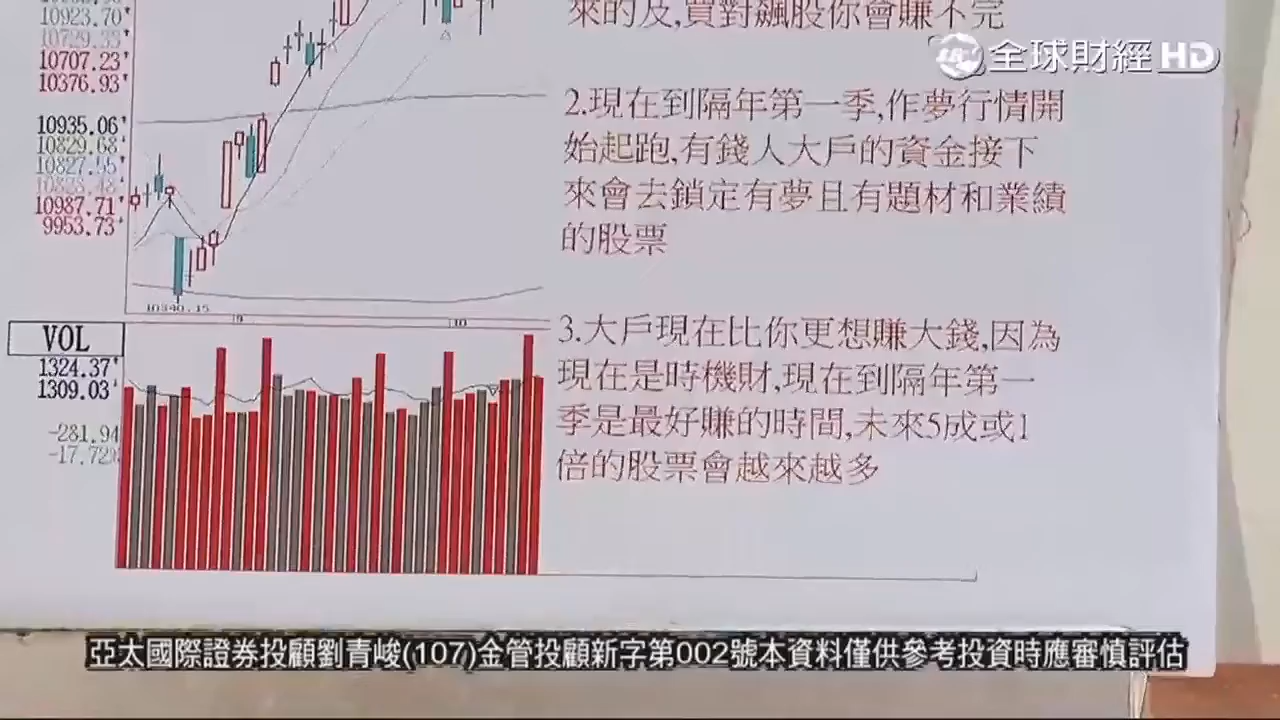 10923.70
10729.33
10707.23
10376.93
10935.06
10829.68
10987.71
9953.73
10340.15
9
10
VOL
1324.37
1309.03
-281.94
來的及,買對飆股你會賺不完
全球財經HD
2.現在到隔年第一季,作夢行情開
始起跑,有錢人大戶的資金接下
來會去鎖定有夢且有題材和業績
的股票
3.大戶現在比你更想賺大錢,因為
現在是時機財,現在到隔年第一
季是最好賺的時間,未來5成或1
倍的股票會越來越多
亞太國際證券投顧劉青峻(107)金管投顧新字第002號本資料僅供參考投資時應審慎評估